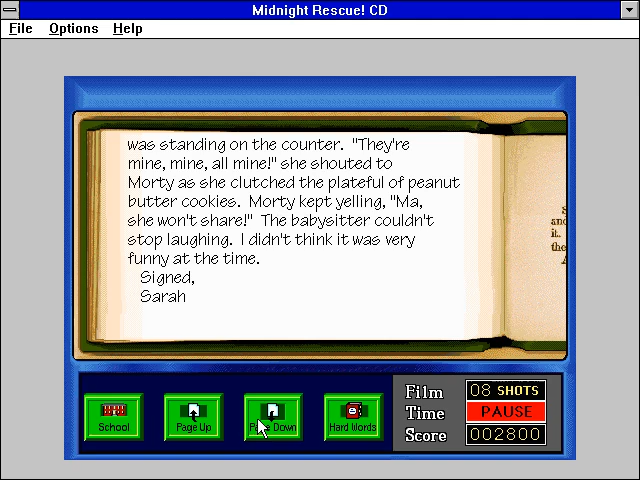 Midnight Rescue! CD
File Options Help
was standing on the counter. "They're
mine, mine, all mine!" she shouted to
Morty as she clutched the plateful of peanut
butter cookies. Morty kept yelling, "Ma,
she won't share!" The babysitter couldn't
stop laughing. I didn't think it was very
funny at the time.
Signed,
Sarah
it.
School
Page Up
Down
Hard Words
Film 08 SHOTS
Time PAUSE
Score 002800